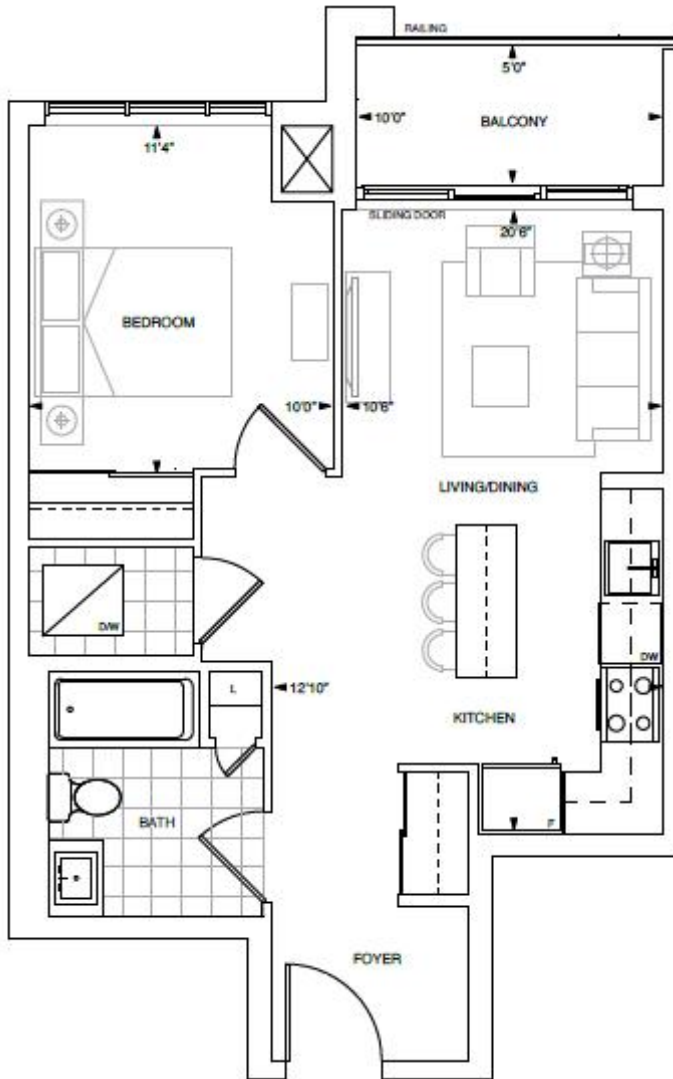 RAILING
5'0"
10'0"
BALCONY
11'4"
SLIDING DOOR
20'6"
BEDROOM
10'0"
10'6"
LIVING/DINING
D/W
DW
L
12'10"
KITCHEN
BATH
F
FOYER